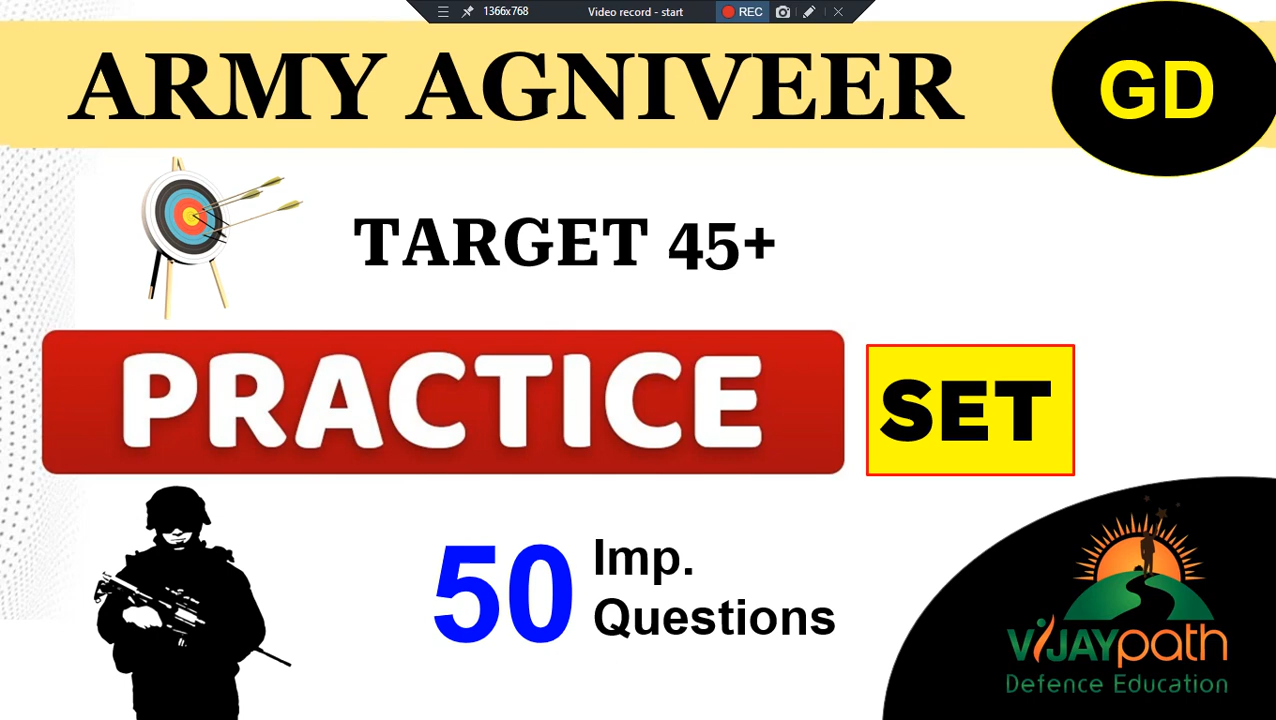 1366x768
Video record - start
REC
ARMY AGNIVEER
GD
TARGET 45+
PRACTICE
SET
50
Imp.
Questions
VIJAYpath
Defence Education